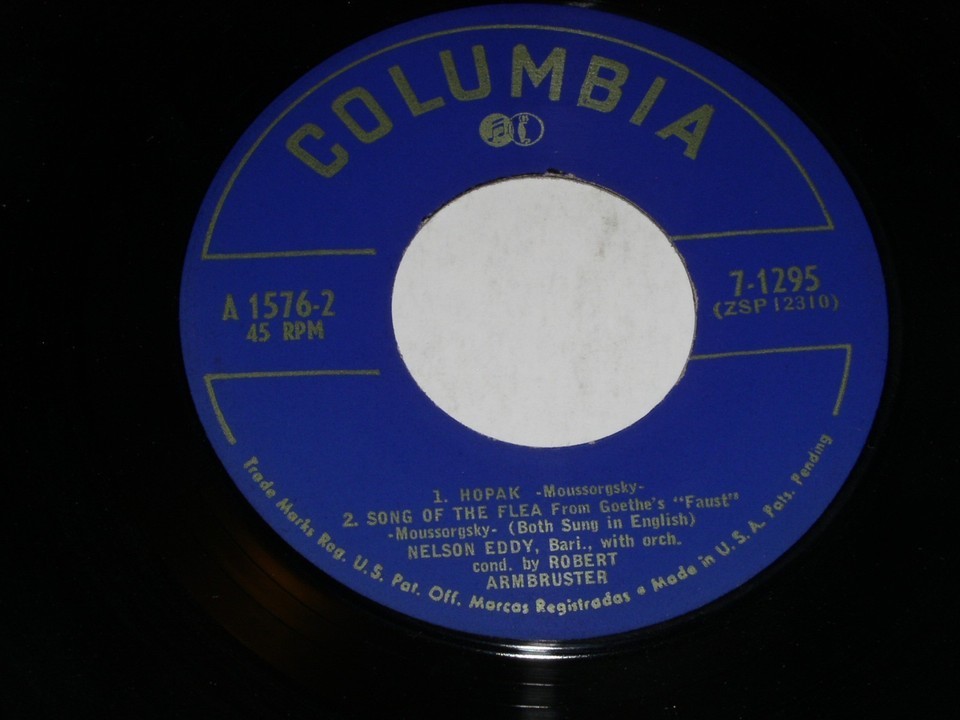 COLUMBIA
A 1576-2
45 RPM
7-1295
(ZSP 12310)
1. HOPAK -Moussorgsky-
2. SONG OF THE FLEA From Goethe's "Faust"
-Moussorgsky- (Both Sung in English)
NELSON EDDY, Bari., with orch.
cond. by ROBERT
ARMBRUSTER
Trade Marks Reg. U.S. Pat. Off. Marcas Registradas • Made in U.S.A. Pats. Pending